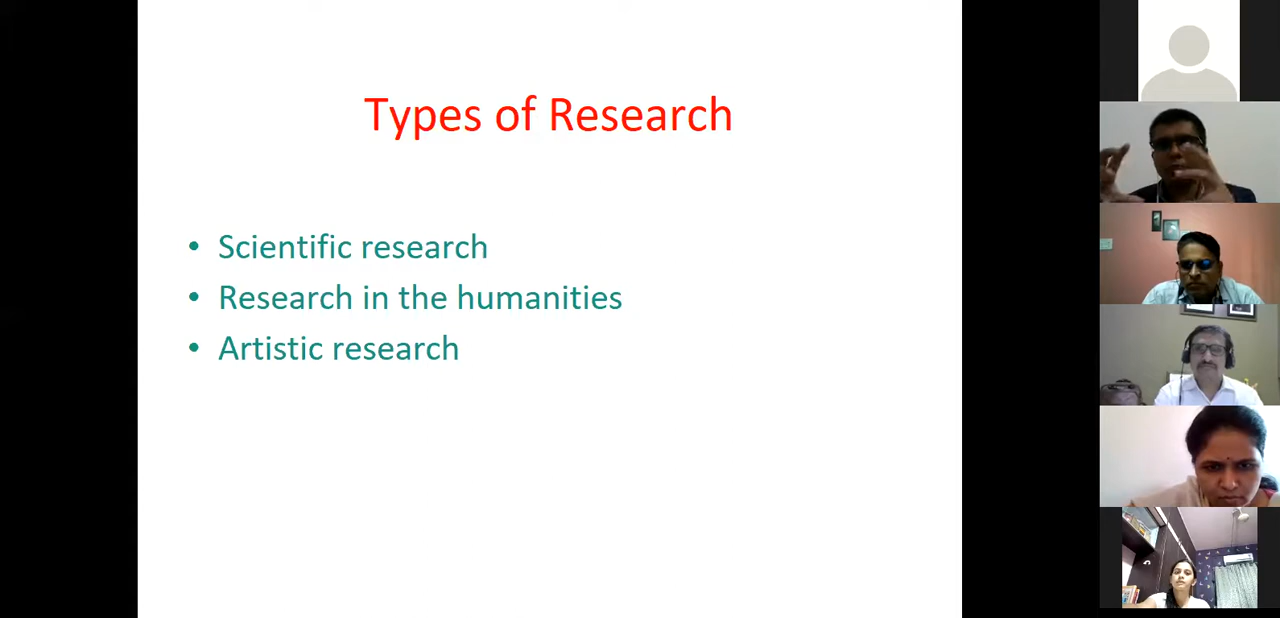 Types of Research
• Scientific research
• Research in the humanities
• Artistic research